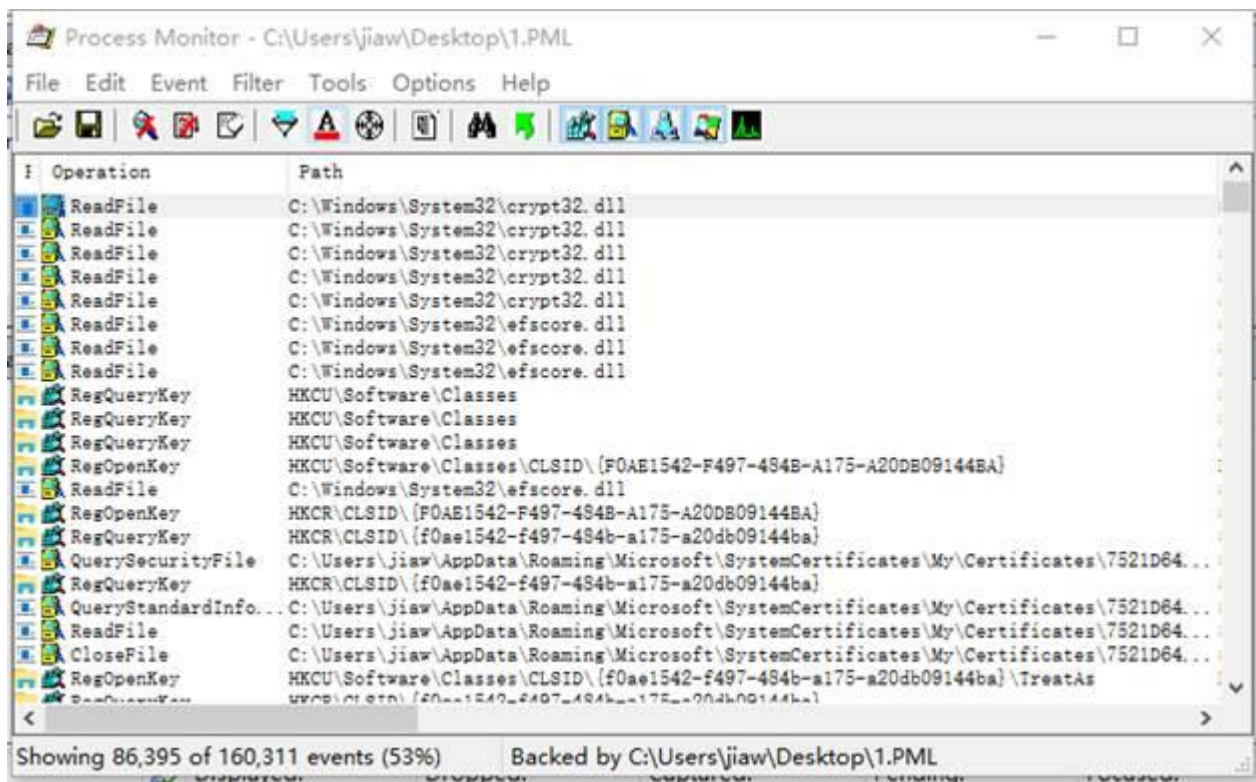 Process Monitor - C:\Users\jiaw\Desktop\1.PML
File Edit Event Filter Tools Options Help
Operation Path
ReadFile C:\Windows\System32\crypt32.dll
ReadFile C:\Windows\System32\crypt32.dll
ReadFile C:\Windows\System32\crypt32.dll
ReadFile C:\Windows\System32\crypt32.dll
ReadFile C:\Windows\System32\crypt32.dll
ReadFile C:\Windows\System32\efscore.dll
ReadFile C:\Windows\System32\efscore.dll
ReadFile C:\Windows\System32\efscore.dll
RegQueryKey HKCU\Software\Classes
RegQueryKey HKCU\Software\Classes
RegQueryKey HKCU\Software\Classes
RegOpenKey HKCU\Software\Classes\CLSID\{F0AE1542-F497-484B-A175-A20DB09144BA}
ReadFile C:\Windows\System32\efscore.dll
RegOpenKey HKCR\CLSID\{F0AE1542-F497-484B-A175-A20DB09144BA}
RegQueryKey HKCR\CLSID\{f0ae1542-f497-484b-a175-a20db09144ba}
QuerySecurityFile C:\Users\jiaw\AppData\Roaming\Microsoft\SystemCertificates\My\Certificates\7521D64...
RegQueryKey HKCR\CLSID\{f0ae1542-f497-484b-a175-a20db09144ba}
QueryStandardInfo... C:\Users\jiaw\AppData\Roaming\Microsoft\SystemCertificates\My\Certificates\7521D64...
ReadFile C:\Users\jiaw\AppData\Roaming\Microsoft\SystemCertificates\My\Certificates\7521D64...
CloseFile C:\Users\jiaw\AppData\Roaming\Microsoft\SystemCertificates\My\Certificates\7521D64...
RegOpenKey HKCU\Software\Classes\CLSID\{f0ae1542-f497-484b-a175-a20db09144ba}\TreatAs
RegQueryKey HKCR\CLSID\{f0ae1542-f497-484b-a175-a20db09144ba}
Showing 86,395 of 160,311 events (53%) Backed by C:\Users\jiaw\Desktop\1.PML